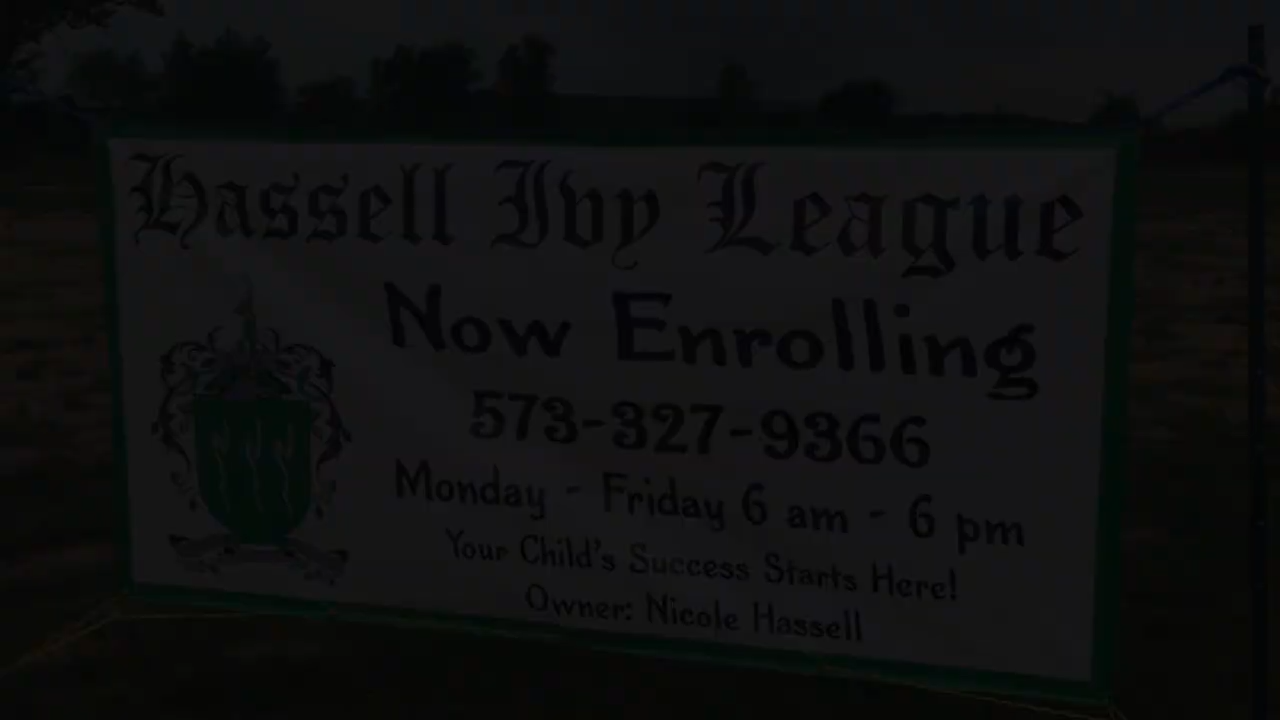 Hassell Ivy League
Now Enrolling
573-327-9366
Monday - Friday 6 am - 6 pm
Your Child's Success Starts Here!
Owner: Nicole Hassell